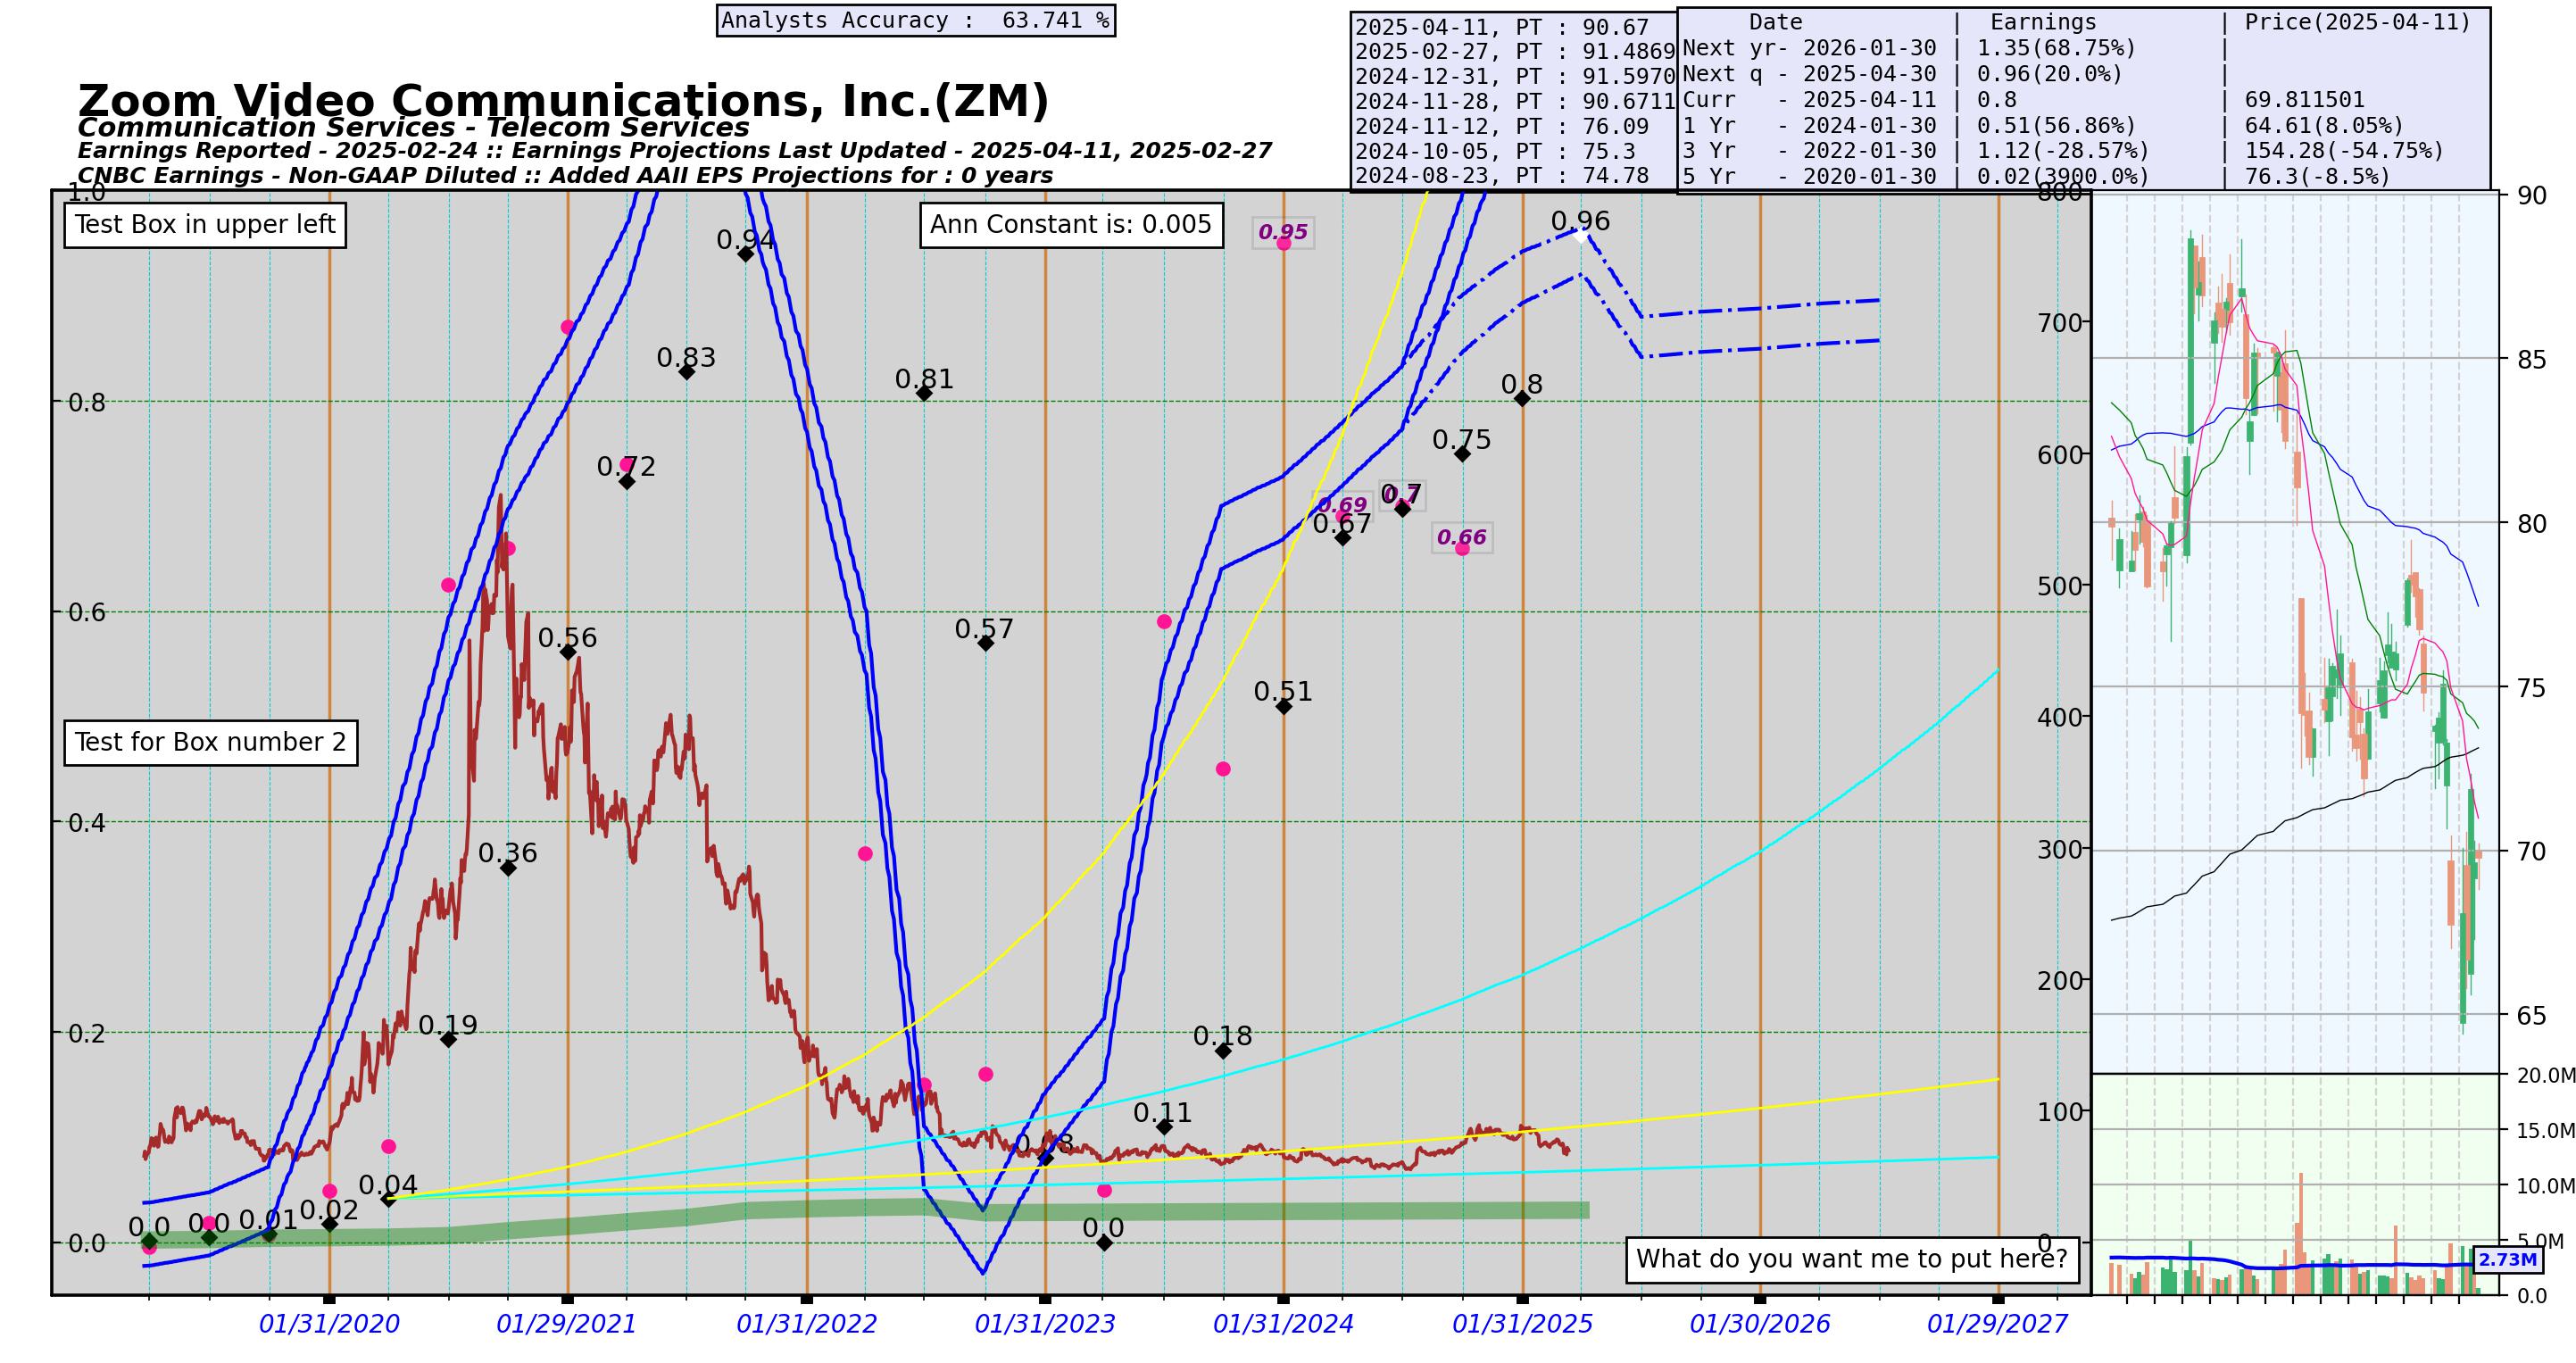 Analysts Accuracy :  63.741 %
2025-04-11, PT : 90.67
2025-02-27, PT : 91.4869
2024-12-31, PT : 91.5970
2024-11-28, PT : 90.6711
2024-11-12, PT : 76.09
2024-10-05, PT : 75.3
2024-08-23, PT : 74.78
Date | Earnings | Price(2025-04-11)
Next yr- 2026-01-30 | 1.35(68.75%) |
Next q - 2025-04-30 | 0.96(20.0%) |
Curr - 2025-04-11 | 0.8 | 69.811501
1 Yr - 2024-01-30 | 0.51(56.86%) | 64.61(8.05%)
3 Yr - 2022-01-30 | 1.12(-28.57%) | 154.28(-54.75%)
5 Yr - 2020-01-30 | 0.02(3900.0%) | 76.3(-8.5%)
Zoom Video Communications, Inc.(ZM)
Communication Services - Telecom Services
Earnings Reported - 2025-02-24 :: Earnings Projections Last Updated - 2025-04-11, 2025-02-27
CNBC Earnings - Non-GAAP Diluted :: Added AAII EPS Projections for : 0 years
Test Box in upper left
Ann Constant is: 0.005
Test for Box number 2
What do you want me to put here?
1.0
0.8
0.6
0.4
0.2
0.0
0.0
0.0
0.01
0.02
0.04
0.19
0.36
0.56
0.72
0.83
0.94
0.81
0.57
0.08
0.0
0.11
0.18
0.51
0.95
0.69
0.67
0.7
0.7
0.75
0.66
0.8
0.96
800
700
600
500
400
300
200
100
0
90
85
80
75
70
65
20.0M
15.0M
10.0M
5.0M
2.73M
0.0
01/31/2020
01/29/2021
01/31/2022
01/31/2023
01/31/2024
01/31/2025
01/30/2026
01/29/2027